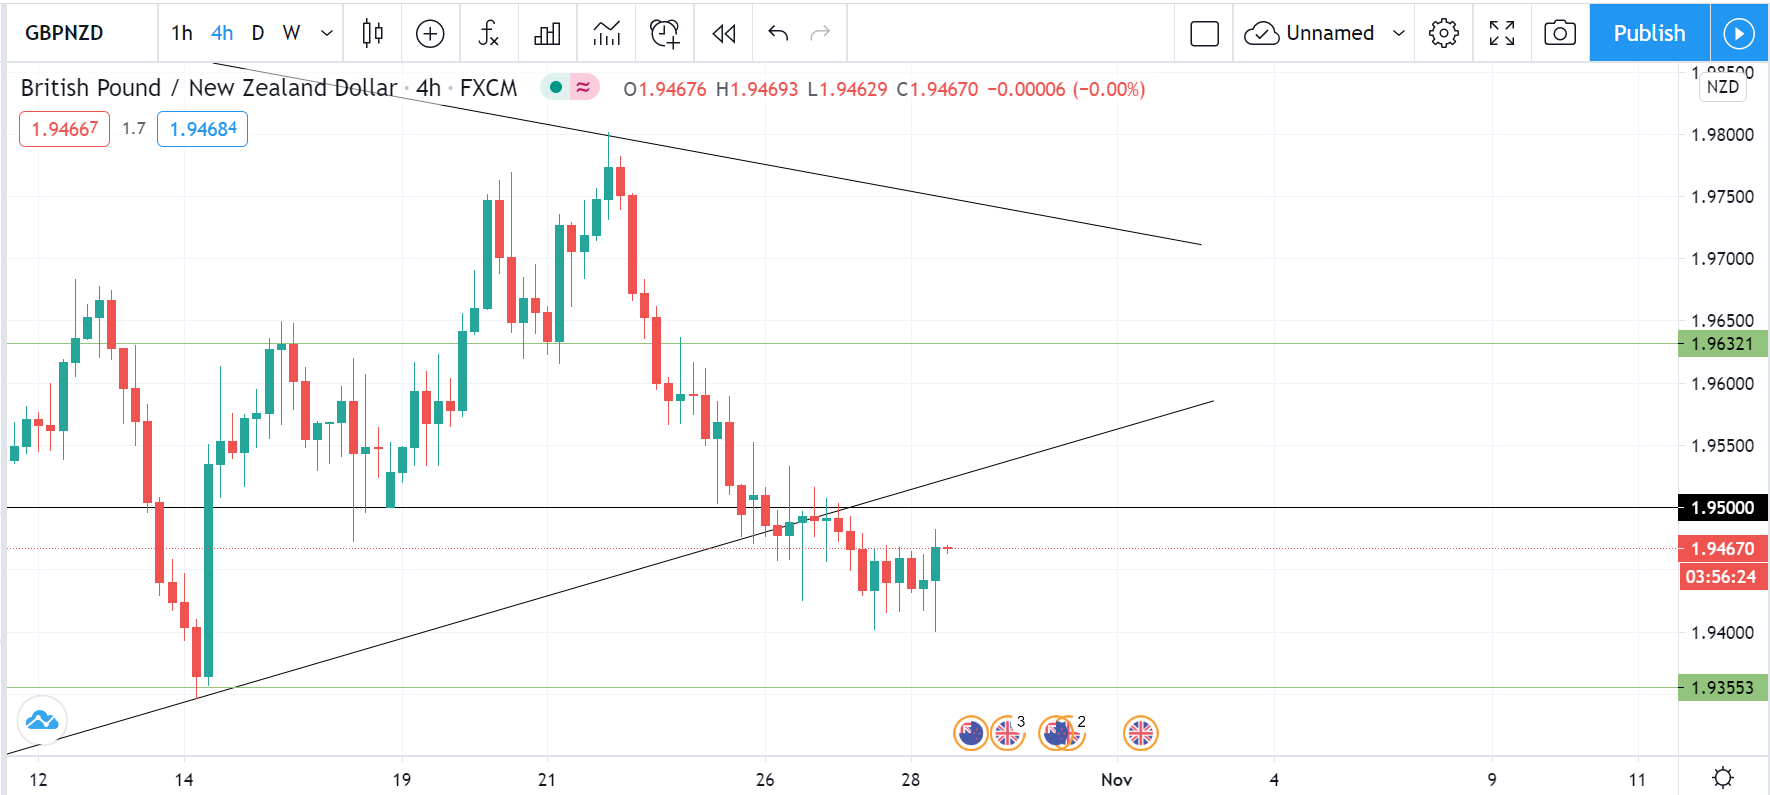 GBPNZD 1h 4h D W Unnamed Publish
British Pound / New Zealand Dollar · 4h · FXCM ≈ O1.94676 H1.94693 L1.94629 C1.94670 −0.00006 (−0.00%)
1.94667 1.7 1.94684
1.98500
NZD
1.98000
1.97500
1.97000
1.96500
1.96321
1.96000
1.95500
1.95000
1.94670
03:56:24
1.94000
1.93553
3 2
12 14 19 21 26 28 Nov 4 9 11